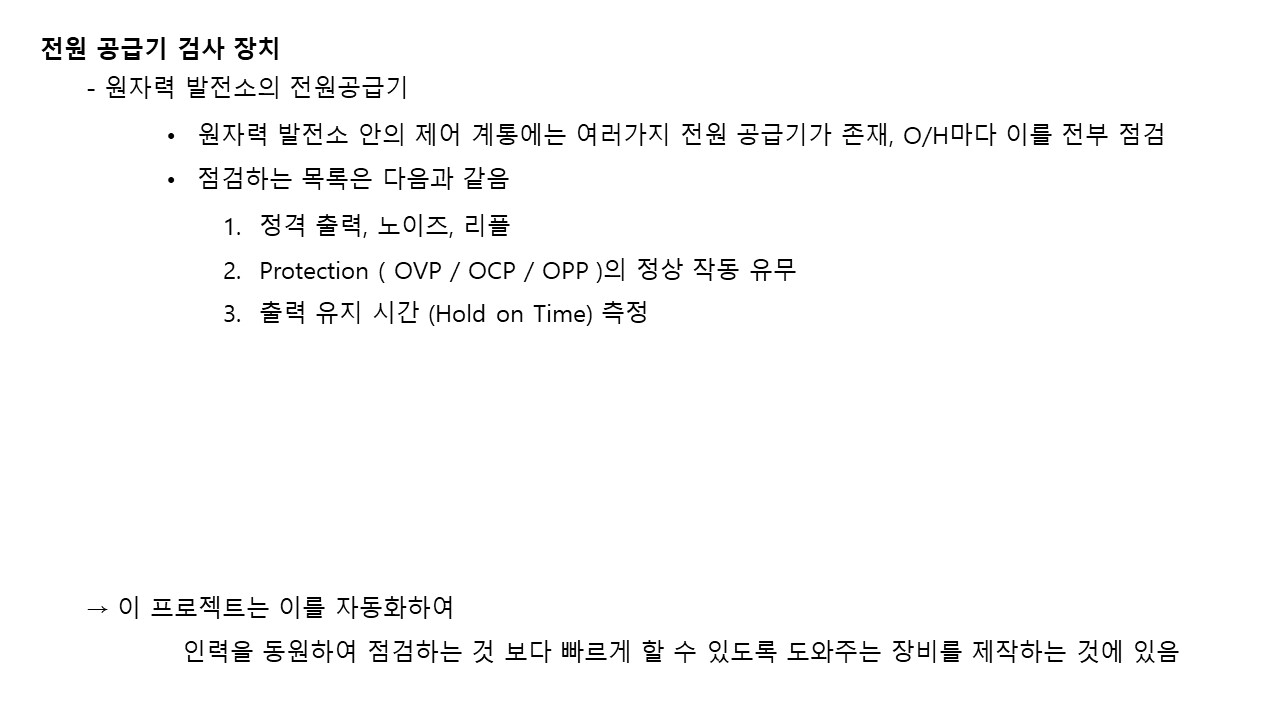 전원 공급기 검사 장치
- 원자력 발전소의 전원공급기
• 원자력 발전소 안의 제어 계통에는 여러가지 전원 공급기가 존재, O/H마다 이를 전부 점검
• 점검하는 목록은 다음과 같음
1. 정격 출력, 노이즈, 리플
2. Protection ( OVP / OCP / OPP )의 정상 작동 유무
3. 출력 유지 시간 (Hold on Time) 측정
→ 이 프로젝트는 이를 자동화하여
인력을 동원하여 점검하는 것 보다 빠르게 할 수 있도록 도와주는 장비를 제작하는 것에 있음